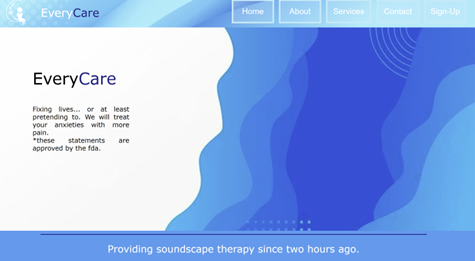 EveryCare Home About Services Contact Sign-Up
EveryCare
Fixing lives... or at least
pretending to. We will treat
your anxieties with more
pain.
*these statements are
approved by the fda.
Providing soundscape therapy since two hours ago.